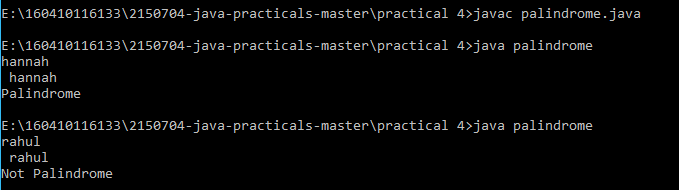 E:\160410116133\2150704-java-practicals-master\practical 4>javac palindrome.java
E:\160410116133\2150704-java-practicals-master\practical 4>java palindrome
hannah
 hannah
Palindrome
E:\160410116133\2150704-java-practicals-master\practical 4>java palindrome
rahul
 rahul
Not Palindrome